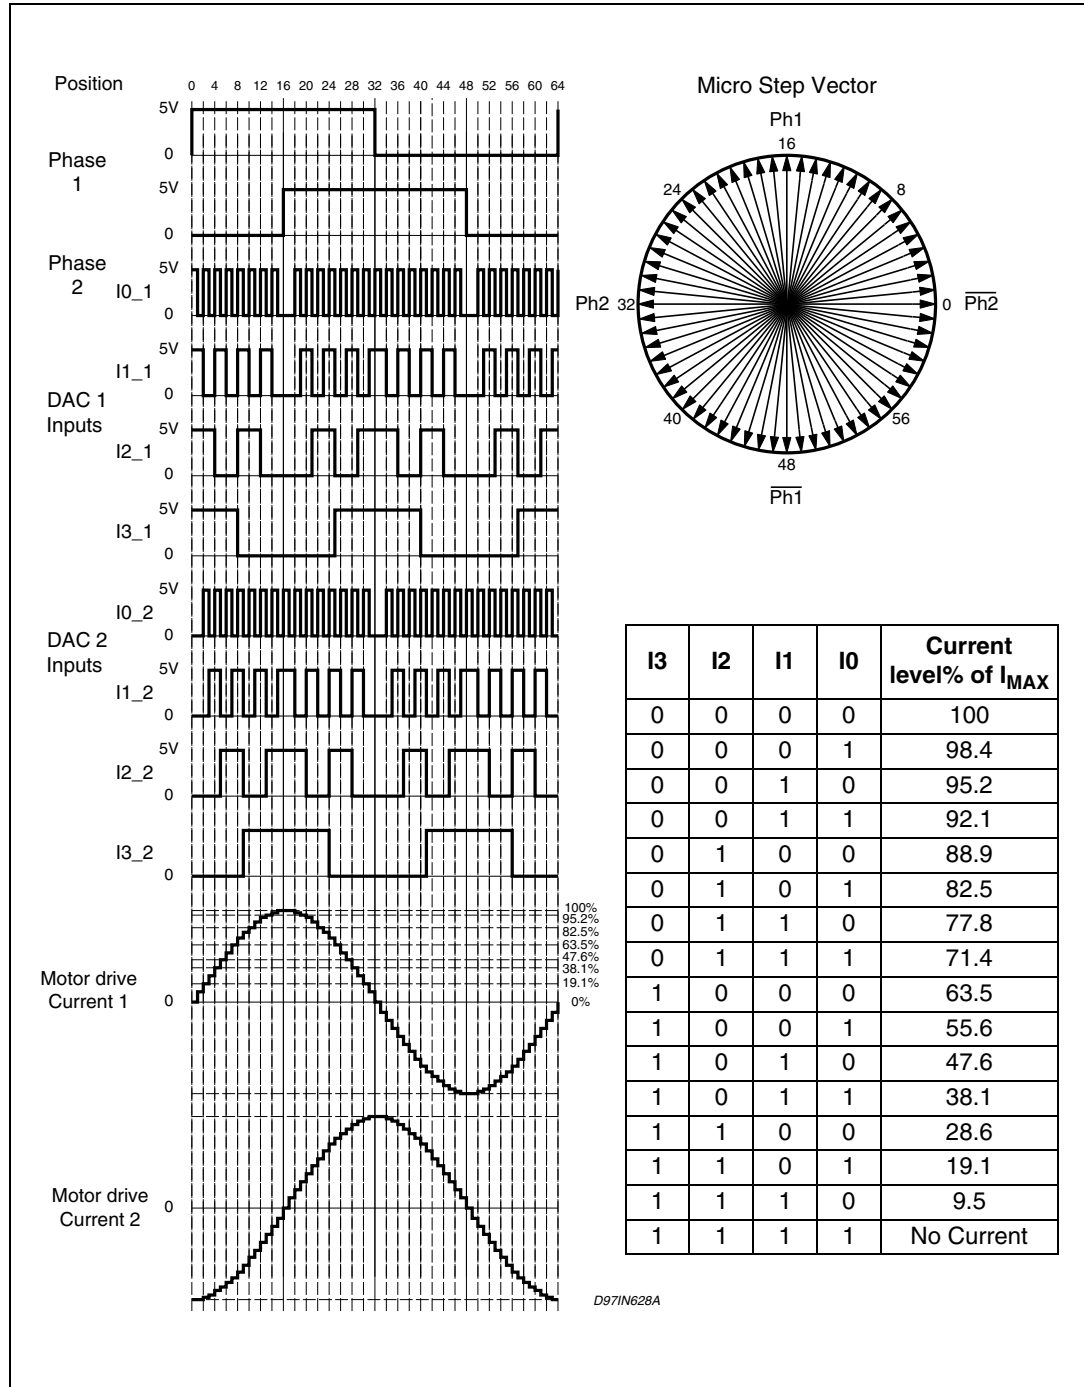 Position
0 4 8 12 16 20 24 28 32 36 40 44 48 52 56 60 64
5V
0
Phase
1
5V
0
Phase
2
I0_1
5V
0
I1_1
5V
0
DAC 1
Inputs
I2_1
5V
0
I3_1
5V
0
I0_2
5V
0
DAC 2
Inputs
I1_2
5V
0
I2_2
5V
0
I3_2
0
100%
95.2%
82.5%
63.5%
47.6%
38.1%
19.1%
0%
Motor drive
Current 1
0
Motor drive
Current 2
0
Micro Step Vector
Ph1
16
24
8
Ph2 32
0 Ph2
40
56
48
Ph1
I3 I2 I1 I0 Current level% of IMAX
0 0 0 0 100
0 0 0 1 98.4
0 0 1 0 95.2
0 0 1 1 92.1
0 1 0 0 88.9
0 1 0 1 82.5
0 1 1 0 77.8
0 1 1 1 71.4
1 0 0 0 63.5
1 0 0 1 55.6
1 0 1 0 47.6
1 0 1 1 38.1
1 1 0 0 28.6
1 1 0 1 19.1
1 1 1 0 9.5
1 1 1 1 No Current
D97IN628A